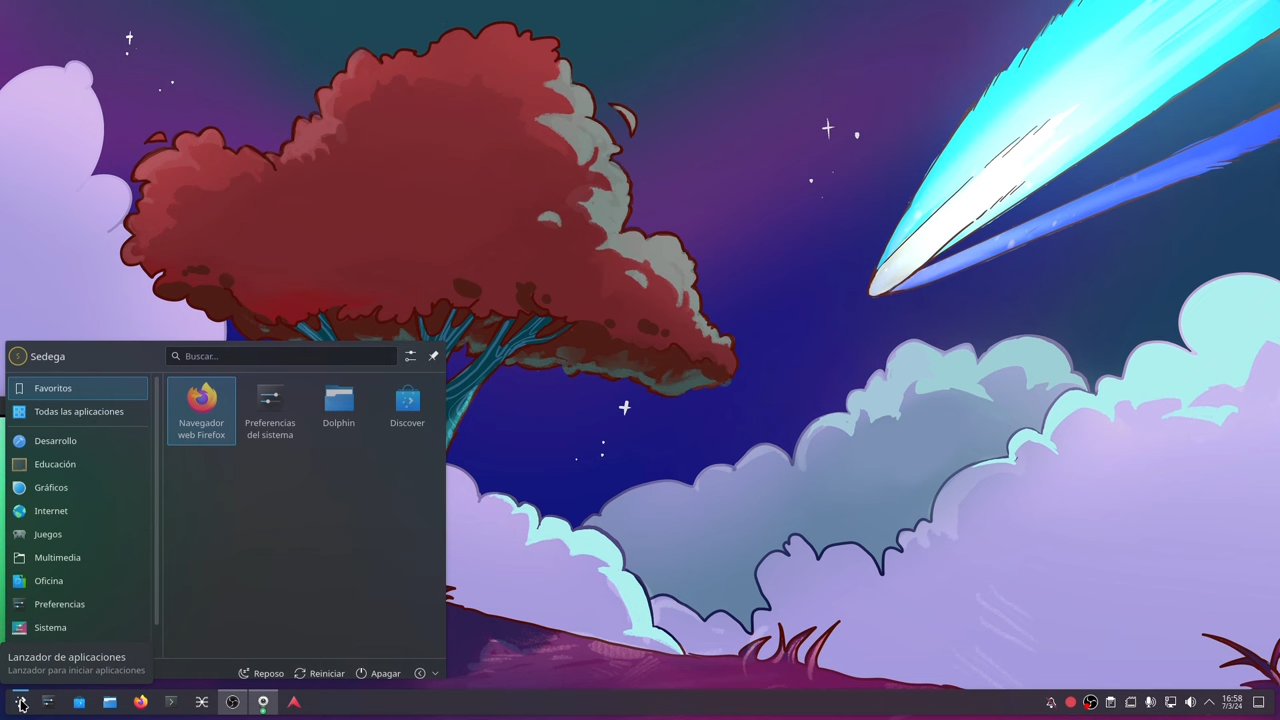 S
Sedega
Buscar...
Favoritos
Todas las aplicaciones
Desarrollo
Educación
Gráficos
Internet
Juegos
Multimedia
Oficina
Preferencias
Sistema
Navegador
web Firefox
Preferencias
del sistema
Dolphin
Discover
Lanzador de aplicaciones
Lanzador para iniciar aplicaciones
Reposo
Reiniciar
Apagar
16:58
7/3/24